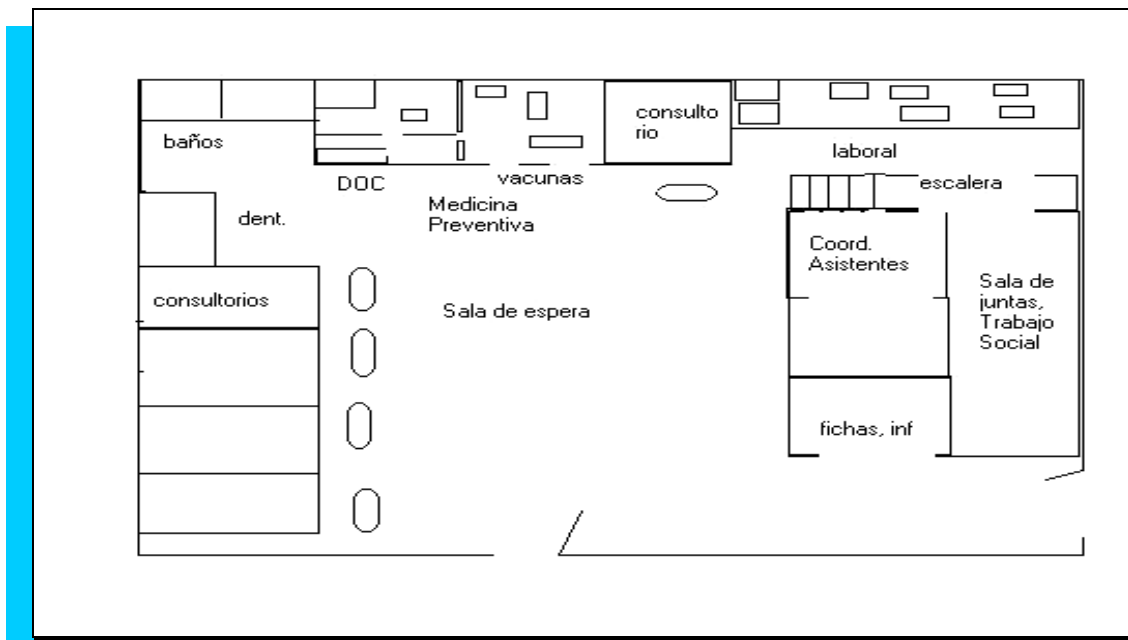 consulto
rio
baños
laboral
DOC
vacunas
escalera
Medicina
Preventiva
dent.
Coord.
Asistentes
Sala de
juntas,
Trabajo
Social
consultorios
Sala de espera
fichas, inf